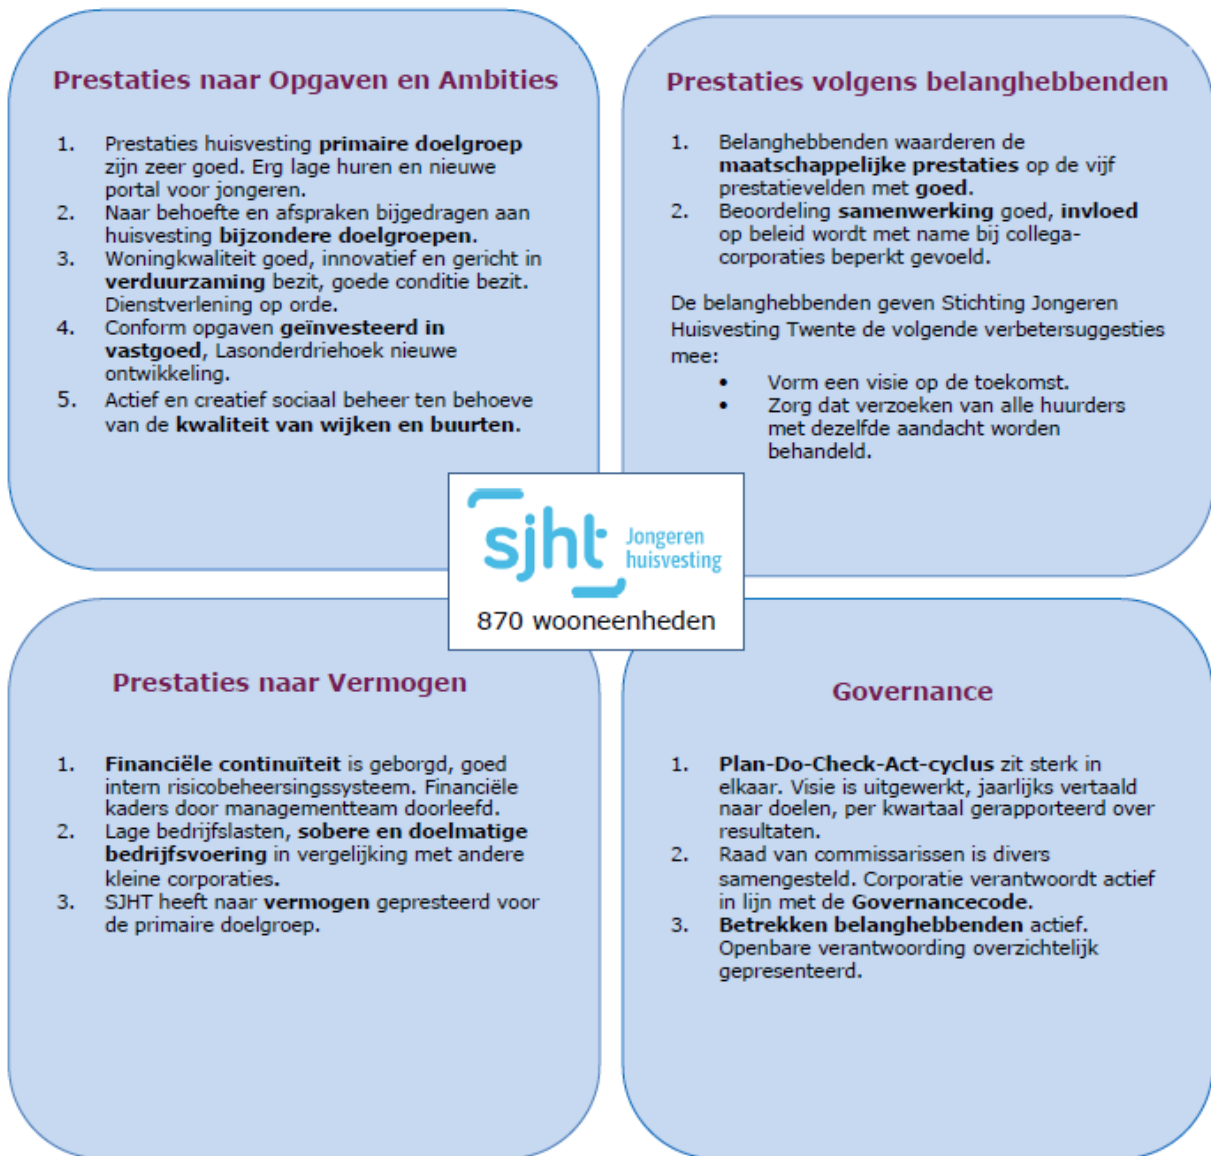 Prestaties naar Opgaven en Ambities
1. Prestaties huisvesting primaire doelgroep
zijn zeer goed. Erg lage huren en nieuwe
portal voor jongeren.
2. Naar behoefte en afspraken bijgedragen aan
huisvesting bijzondere doelgroepen.
3. Woningkwaliteit goed, innovatief en gericht in
verduurzaming bezit, goede conditie bezit.
Dienstverlening op orde.
4. Conform opgaven geïnvesteerd in
vastgoed, Lasonderdriehoek nieuwe
ontwikkeling.
5. Actief en creatief sociaal beheer ten behoeve
van de kwaliteit van wijken en buurten.
Prestaties volgens belanghebbenden
1. Belanghebbenden waarderen de
maatschappelijke prestaties op de vijf
prestatievelden met goed.
2. Beoordeling samenwerking goed, invloed
op beleid wordt met name bij collega-
corporaties beperkt gevoeld.
De belanghebbenden geven Stichting Jongeren
Huisvesting Twente de volgende verbetersuggesties
mee:
• Vorm een visie op de toekomst.
• Zorg dat verzoeken van alle huurders
met dezelfde aandacht worden
behandeld.
sjht Jongeren
huisvesting
870 wooneenheden
Prestaties naar Vermogen
1. Financiële continuïteit is geborgd, goed
intern risicobeheersingssysteem. Financiële
kaders door managementteam doorleefd.
2. Lage bedrijfslasten, sobere en doelmatige
bedrijfsvoering in vergelijking met andere
kleine corporaties.
3. SJHT heeft naar vermogen gepresteerd voor
de primaire doelgroep.
Governance
1. Plan-Do-Check-Act-cyclus zit sterk in
elkaar. Visie is uitgewerkt, jaarlijks vertaald
naar doelen, per kwartaal gerapporteerd over
resultaten.
2. Raad van commissarissen is divers
samengesteld. Corporatie verantwoordt actief
in lijn met de Governancecode.
3. Betrekken belanghebbenden actief.
Openbare verantwoording overzichtelijk
gepresenteerd.